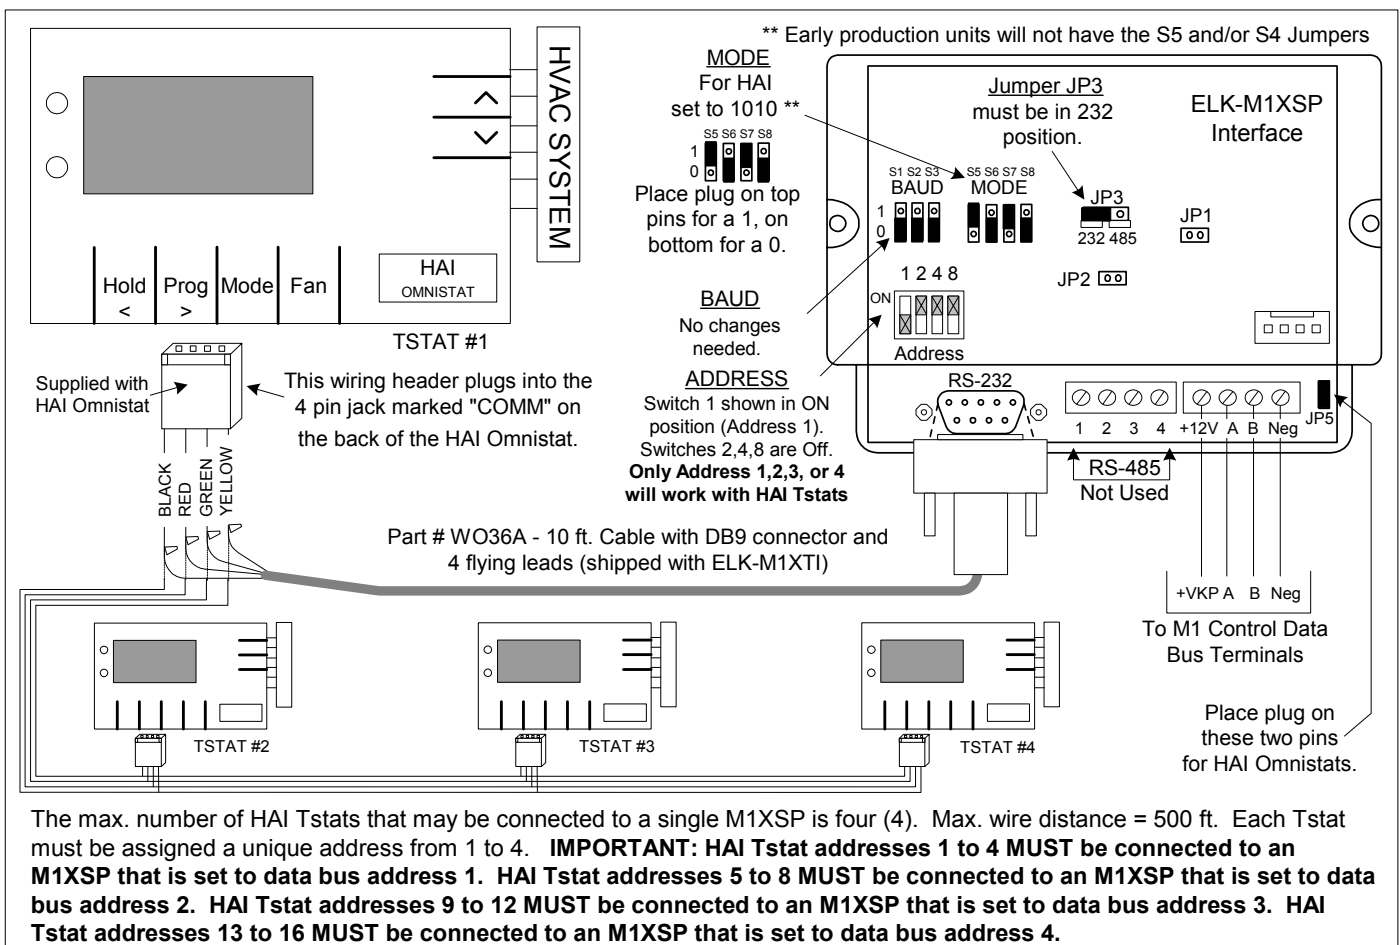 ** Early production units will not have the S5 and/or S4 Jumpers
HVAC SYSTEM
Hold
<
Prog
>
Mode
Fan
HAI
OMNISTAT
TSTAT #1
MODE
For HAI
set to 1010 **
S5 S6 S7 S8
1
0
Place plug on top
pins for a 1, on
bottom for a 0.
Jumper JP3
must be in 232
position.
ELK-M1XSP
Interface
S1 S2 S3
BAUD
1
0
S5 S6 S7 S8
MODE
JP3
232 485
JP1
JP2
1 2 4 8
ON
Address
BAUD
No changes
needed.
ADDRESS
Switch 1 shown in ON
position (Address 1).
Switches 2,4,8 are Off.
Only Address 1,2,3, or 4
will work with HAI Tstats
RS-232
1 2 3 4
+12V A B Neg
JP5
RS-485
Not Used
Supplied with
HAI Omnistat
This wiring header plugs into the
4 pin jack marked "COMM" on
the back of the HAI Omnistat.
BLACK
RED
GREEN
YELLOW
Part # WO36A - 10 ft. Cable with DB9 connector and
4 flying leads (shipped with ELK-M1XTI)
+VKP A B Neg
To M1 Control Data
Bus Terminals
Place plug on
these two pins
for HAI Omnistats.
TSTAT #2
TSTAT #3
TSTAT #4
The max. number of HAI Tstats that may be connected to a single M1XSP is four (4). Max. wire distance = 500 ft. Each Tstat
must be assigned a unique address from 1 to 4. IMPORTANT: HAI Tstat addresses 1 to 4 MUST be connected to an
M1XSP that is set to data bus address 1. HAI Tstat addresses 5 to 8 MUST be connected to an M1XSP that is set to data
bus address 2. HAI Tstat addresses 9 to 12 MUST be connected to an M1XSP that is set to data bus address 3. HAI
Tstat addresses 13 to 16 MUST be connected to an M1XSP that is set to data bus address 4.